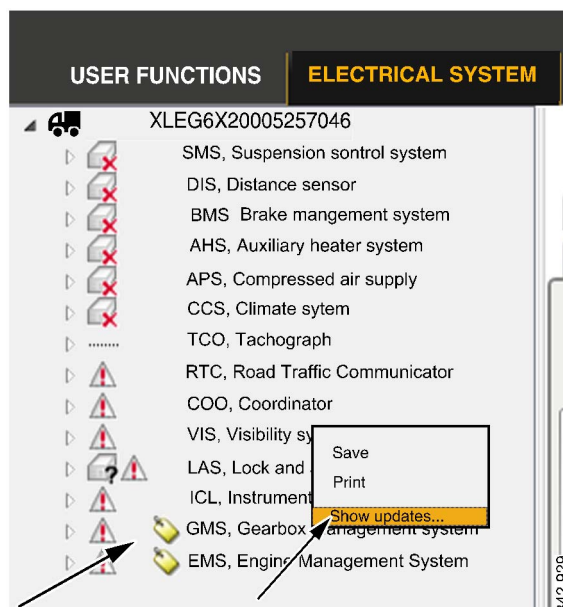 USER FUNCTIONS
ELECTRICAL SYSTEM
XLEG6X20005257046
SMS, Suspension sontrol system
DIS, Distance sensor
BMS Brake mangement system
AHS, Auxiliary heater system
APS, Compressed air supply
CCS, Climate sytem
TCO, Tachograph
RTC, Road Traffic Communicator
COO, Coordinator
VIS, Visibility sy
LAS, Lock and
ICL, Instrument
GMS, Gearbox Management system
EMS, Engine Management System
Save
Print
Show updates...